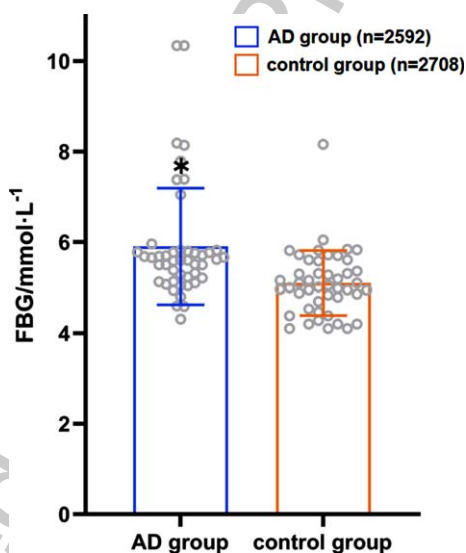 AD group (n=2592)
control group (n=2708)
10
8
6
4
2
0
FBG/mmol·L⁻¹
*
AD group control group